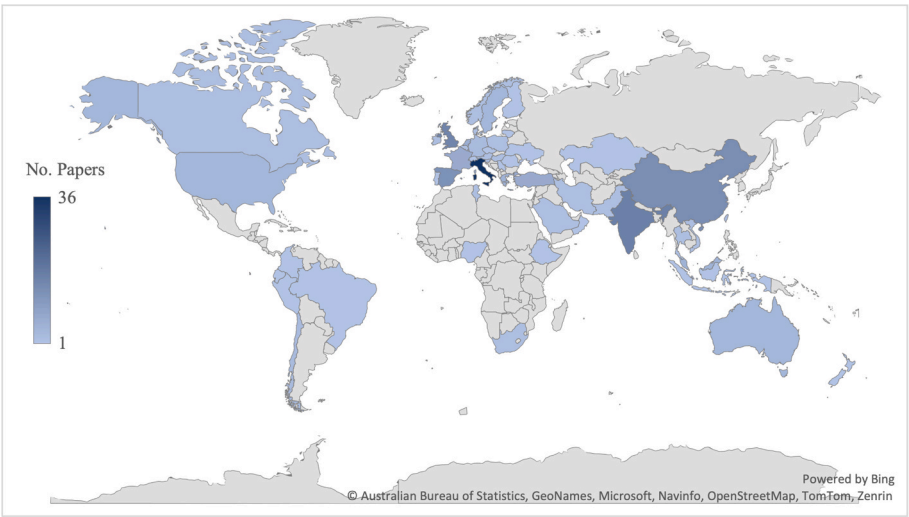 No. Papers
36
1
Powered by Bing
© Australian Bureau of Statistics, GeoNames, Microsoft, Navinfo, OpenStreetMap, TomTom, Zenrin